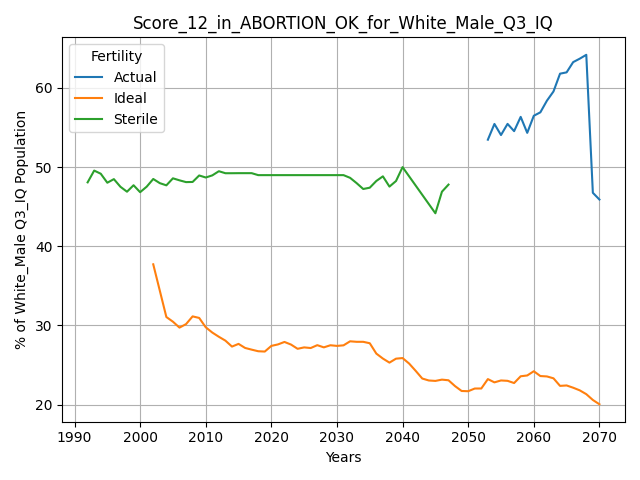 Score_12_in_ABORTION_OK_for_White_Male_Q3_IQ
Fertility
Actual
Ideal
Sterile
% of White_Male Q3_IQ Population
60
50
40
30
20
1990 2000 2010 2020 2030 2040 2050 2060 2070
Years